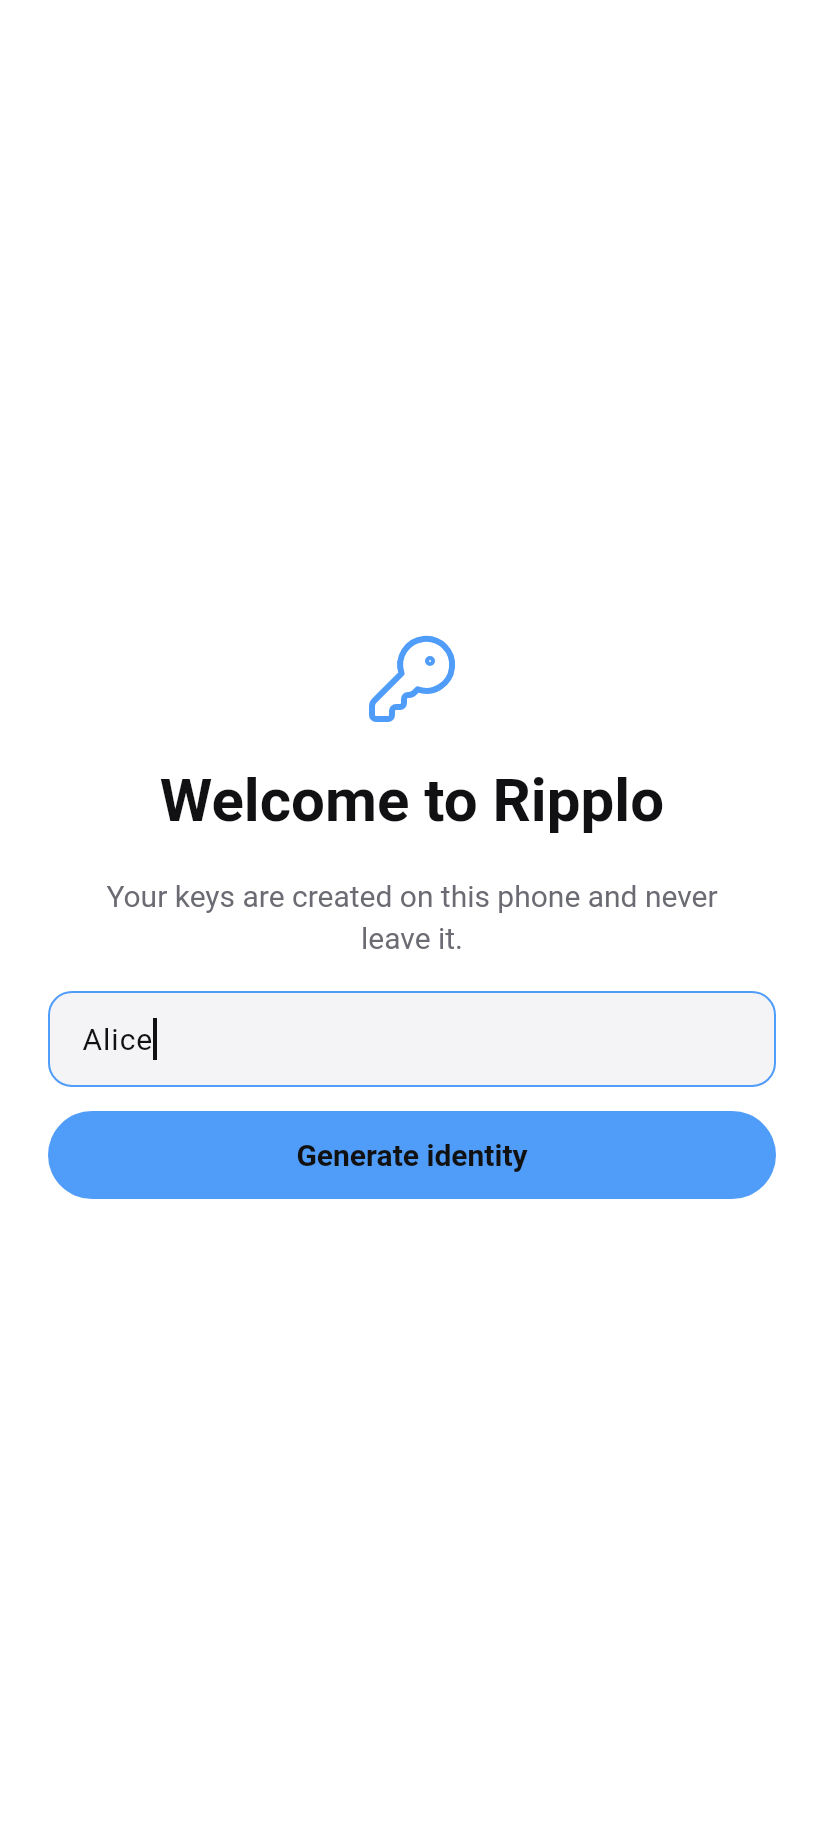 Welcome to Ripplo
Your keys are created on this phone and never
leave it.
Alice
Generate identity